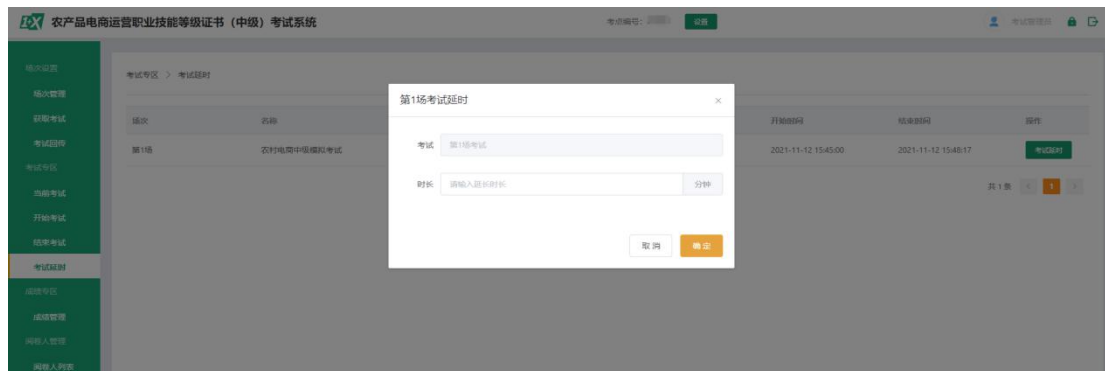 1+X 农产品电商运营职业技能等级证书（中级）考试系统
考点编号：
设置
考试管理员
场次设置
场次管理
获取考试
考试回传
考试专区
当前考试
开始考试
结束考试
考试延时
成绩专区
成绩管理
阅卷人管理
阅卷人列表
考试专区 > 考试延时
场次 名称 开始时间 结束时间 操作
第1场 农村电商中级模拟考试 2021-11-12 15:45:00 2021-11-12 15:48:17 考试延时
共 1 条 < 1 >
第1场考试延时 ×
考试 第1场考试
时长 请输入延长时长 分钟
取消 确定